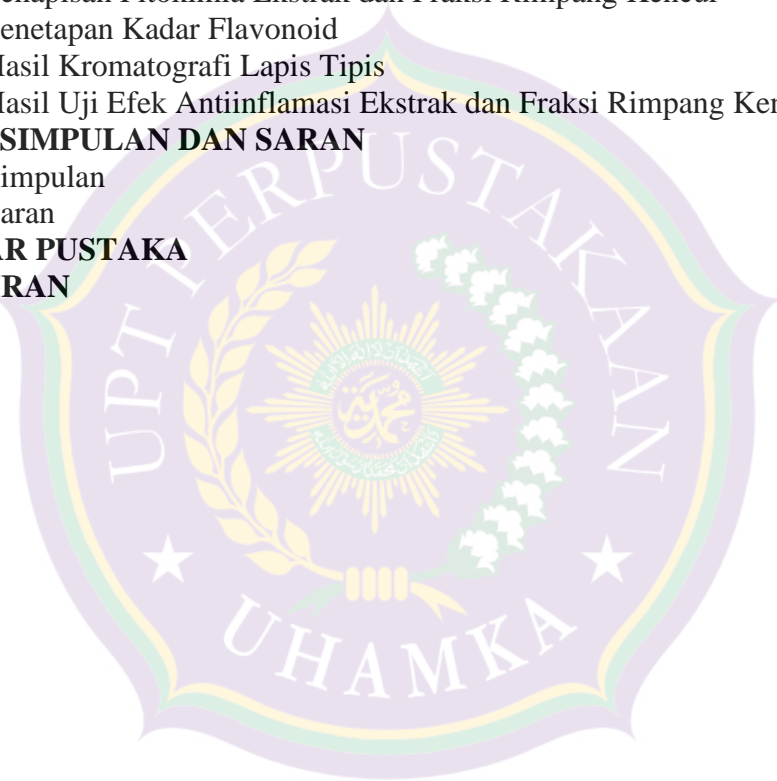 enapisan Fitokimia Ekstrak dan Fraksi Rimpang Kencur
enetapan Kadar Flavonoid
Hasil Kromatografi Lapis Tipis
Hasil Uji Efek Antiinflamasi Ekstrak dan Fraksi Rimpang Ken
SIMPULAN DAN SARAN
impulan
aran
AR PUSTAKA
RAN
UPT PERPUSTAKAAN
UHAMKA